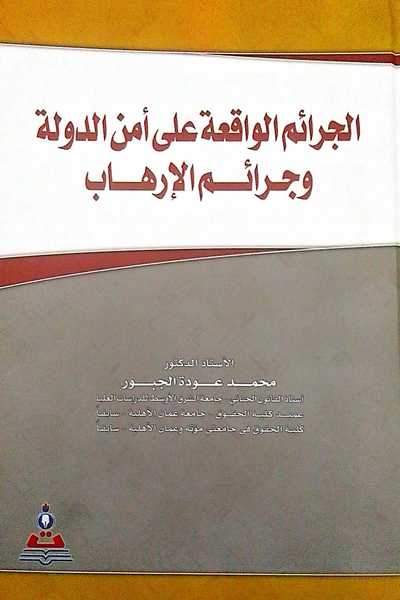 الجرائم الواقعة على أمن الدولة
وجرائم الإرهاب
الأستاذ الدكتور
محمد عودة الجبور
أستاذ القانون الجنائي - جامعة الشرق الأوسط للدراسات العليا
عميد كلية الحقوق - جامعة عمان الأهلية - سابقاً
كلية الحقوق في جامعتي مؤته وعمان الأهلية - سابقاً